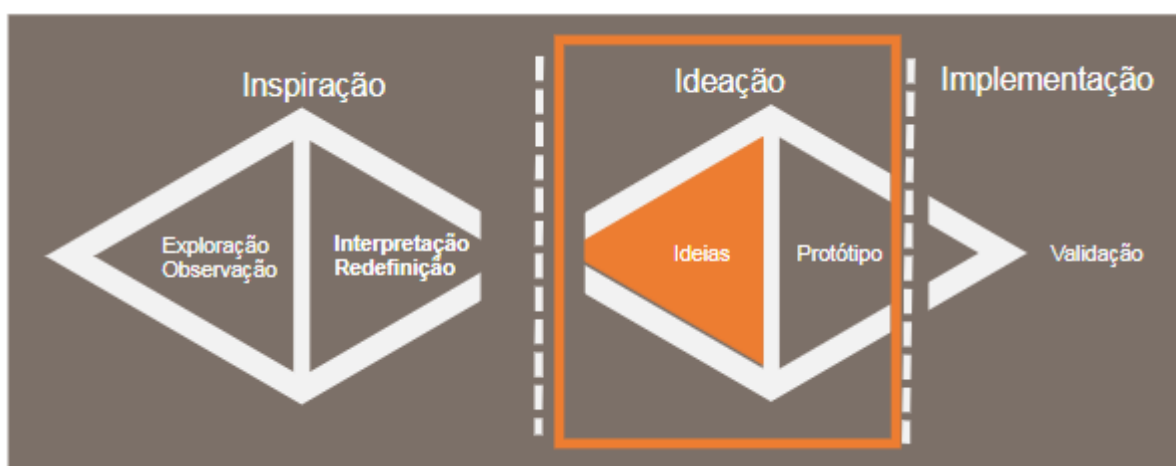 Inspiração
Ideação
Implementação
Exploração
Observação
Interpretação
Redefinição
Ideias
Protótipo
Validação